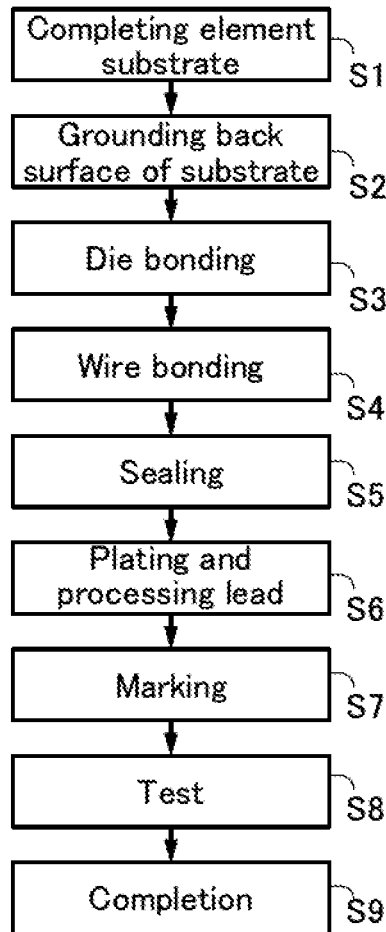 Completing element
substrate
S1
Grounding back
surface of substrate
S2
Die bonding
S3
Wire bonding
S4
Sealing
S5
Plating and
processing lead
S6
Marking
S7
Test
S8
Completion
S9